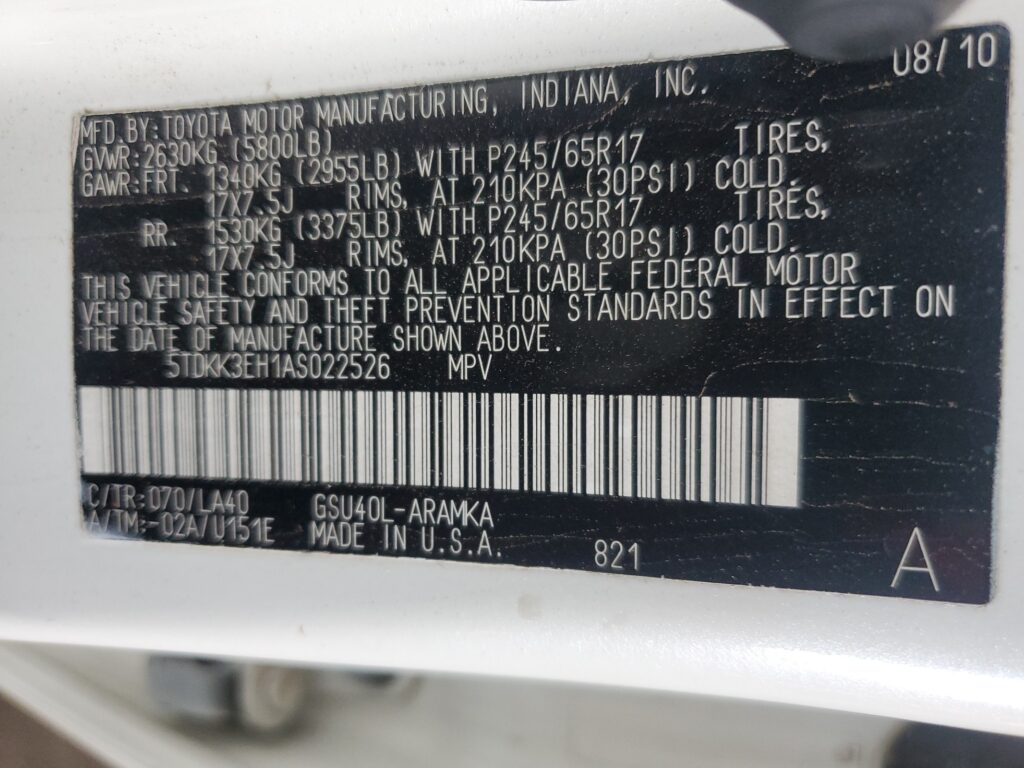 08/10
MFD.BY:TOYOTA MOTOR MANUFACTURING, INDIANA, INC.
GVWR:2630KG (5800LB)
GAWR:FRT. 1340KG (2955LB) WITH P245/65R17 TIRES,
17X7.5J RIMS, AT 210KPA (30PSI) COLD.
RR. 1530KG (3375LB) WITH P245/65R17 TIRES,
17X7.5J RIMS, AT 210KPA (30PSI) COLD.
THIS VEHICLE CONFORMS TO ALL APPLICABLE FEDERAL MOTOR
VEHICLE SAFETY AND THEFT PREVENTION STANDARDS IN EFFECT ON
THE DATE OF MANUFACTURE SHOWN ABOVE.
5TDKK3EH1AS022526 MPV
C/TR:070/LA40 GSU40L-ARAMKA
A/TM:-02A/U151E MADE IN U.S.A. 821 A